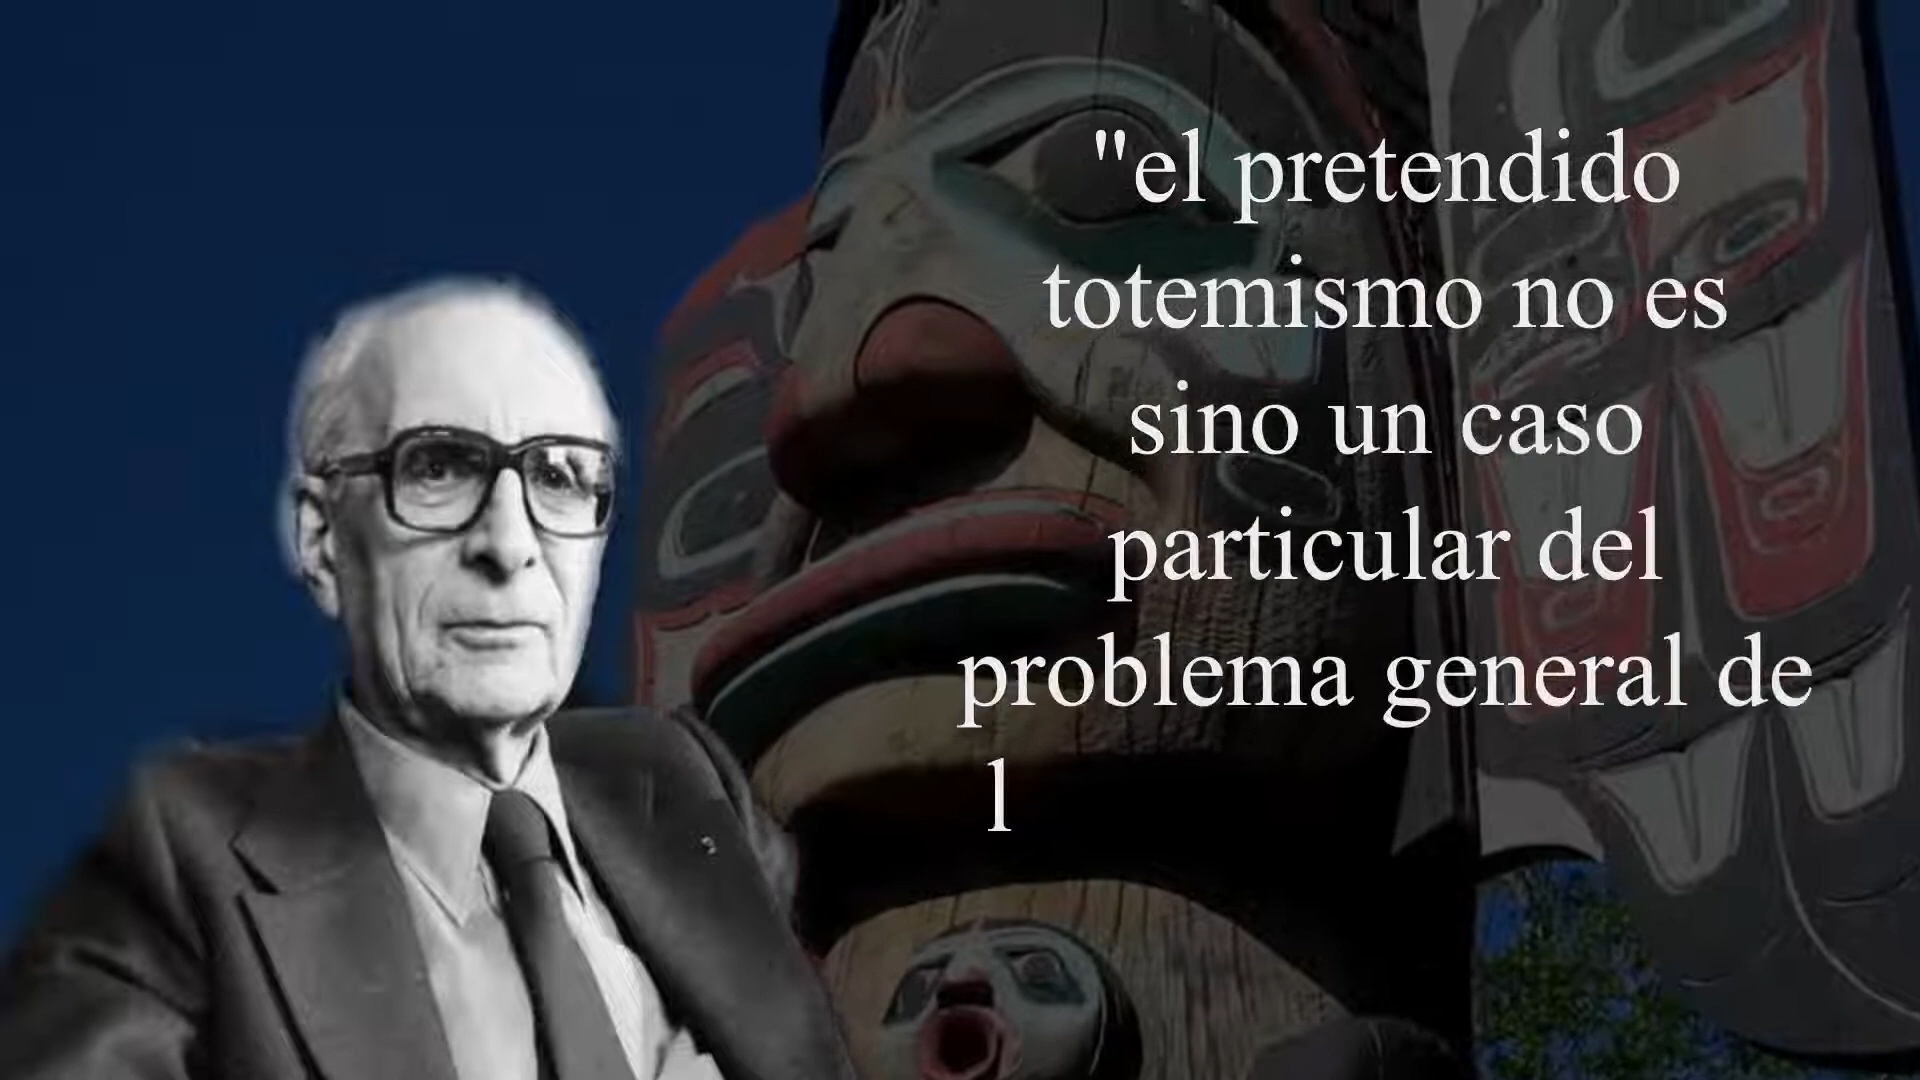 "el pretendido
totemismo no es
sino un caso
particular del
problema general de
l